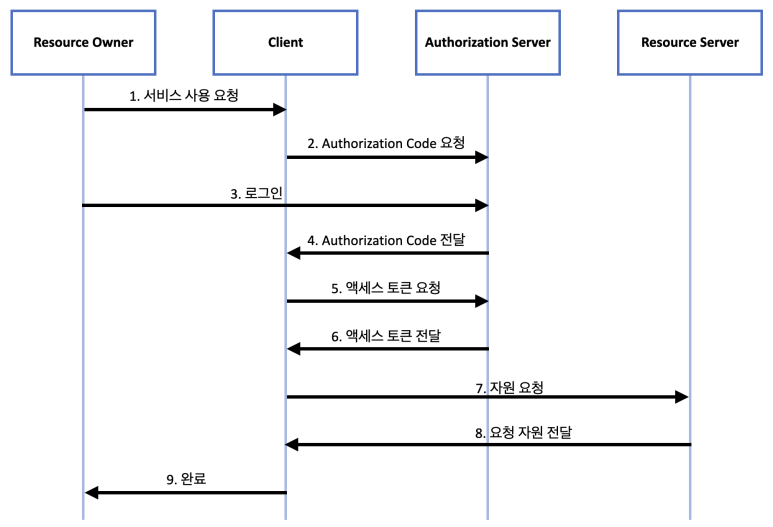 Resource Owner
Client
Authorization Server
Resource Server
1. 서비스 사용 요청
2. Authorization Code 요청
3. 로그인
4. Authorization Code 전달
5. 액세스 토큰 요청
6. 액세스 토큰 전달
7. 자원 요청
8. 요청 자원 전달
9. 완료